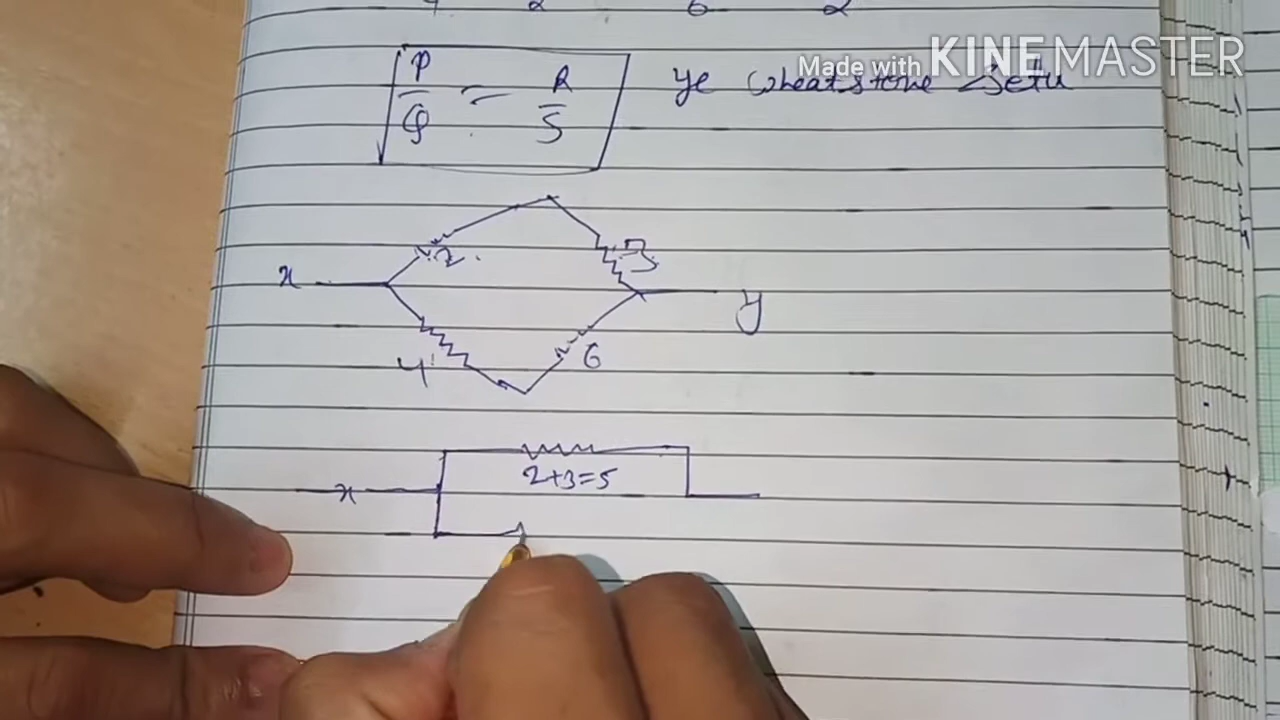 Made with KINEMASTER
P/Q = R/S Ye wheatstone Setu
2. 3
x y
4 6
2+3=5
x